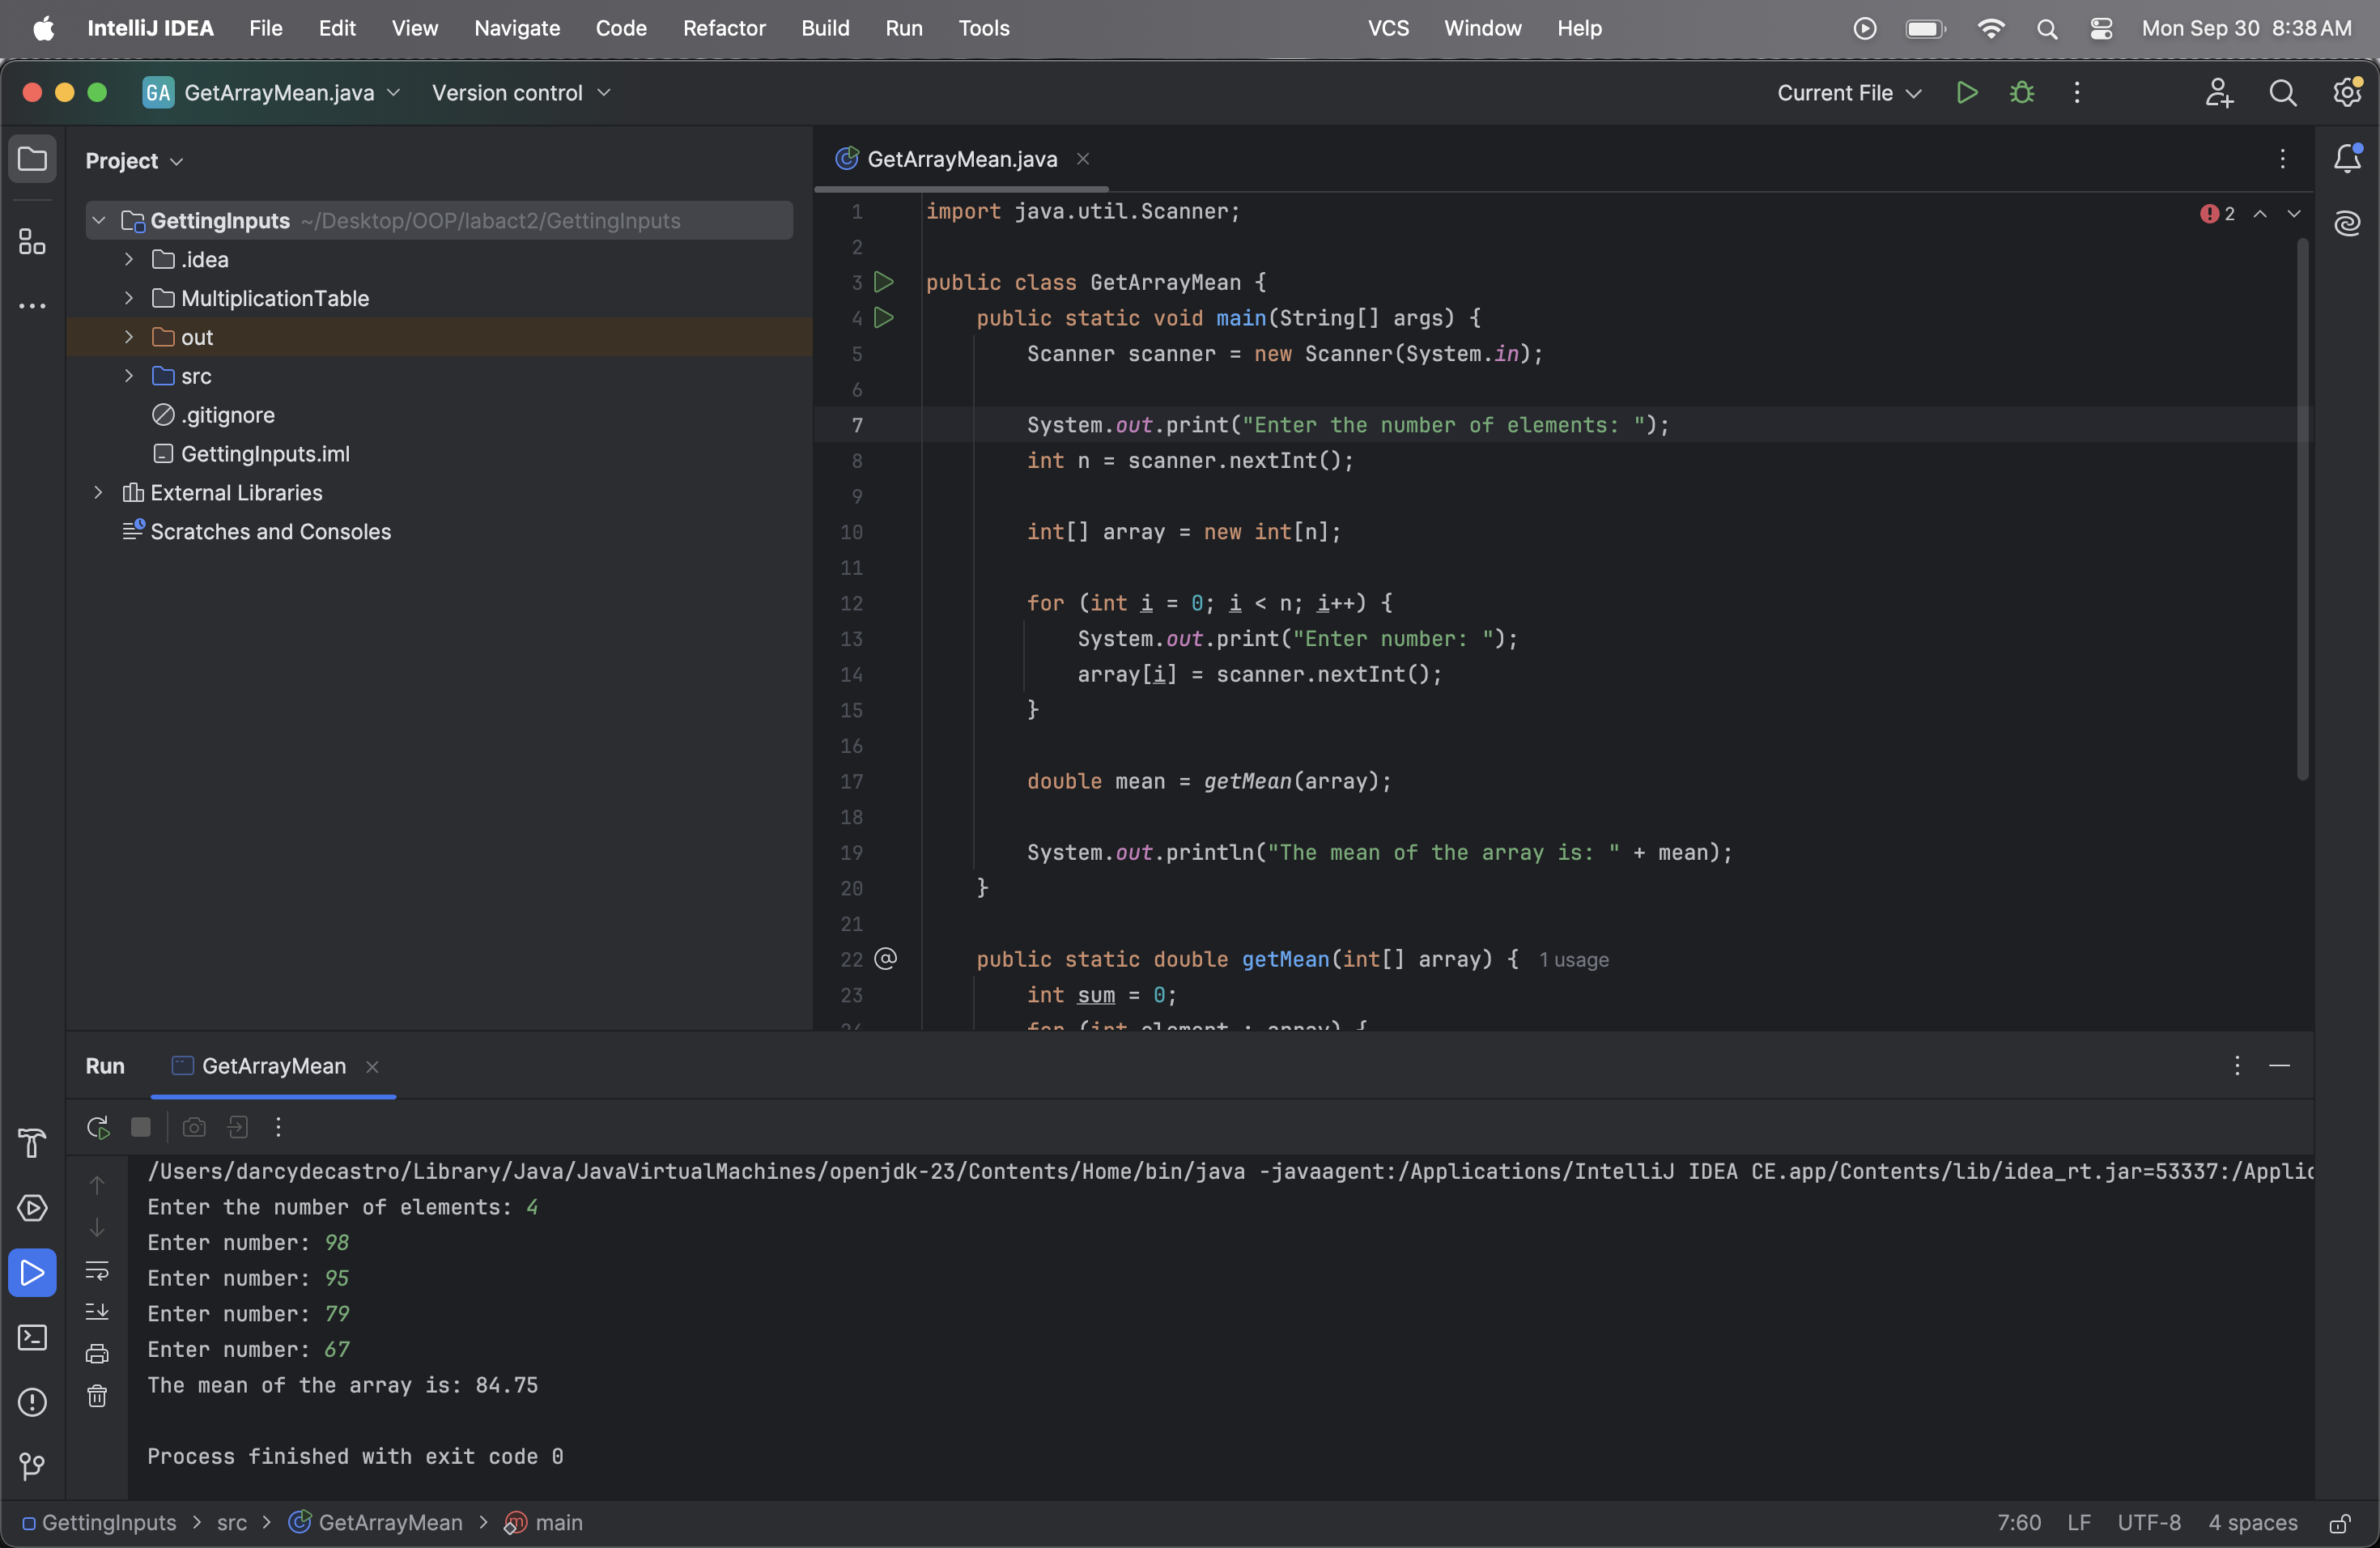 IntelliJ IDEA File Edit View Navigate Code Refactor Build Run Tools VCS Window Help Mon Sep 30 8:38 AM
GA GetArrayMean.java Version control Current File
Project
GettingInputs ~/Desktop/OOP/labact2/GettingInputs
.idea
MultiplicationTable
out
src
.gitignore
GettingInputs.iml
External Libraries
Scratches and Consoles
GetArrayMean.java
2
1 import java.util.Scanner;
2
3 public class GetArrayMean {
4 public static void main(String[] args) {
5 Scanner scanner = new Scanner(System.in);
6
7 System.out.print("Enter the number of elements: ");
8 int n = scanner.nextInt();
9
10 int[] array = new int[n];
11
12 for (int i = 0; i < n; i++) {
13 System.out.print("Enter number: ");
14 array[i] = scanner.nextInt();
15 }
16
17 double mean = getMean(array);
18
19 System.out.println("The mean of the array is: " + mean);
20 }
21
22 public static double getMean(int[] array) { 1 usage
23 int sum = 0;
24 for (int element : array) {
Run GetArrayMean
/Users/darcydecastro/Library/Java/JavaVirtualMachines/openjdk-23/Contents/Home/bin/java -javaagent:/Applications/IntelliJ IDEA CE.app/Contents/lib/idea_rt.jar=53337:/Applic
Enter the number of elements: 4
Enter number: 98
Enter number: 95
Enter number: 79
Enter number: 67
The mean of the array is: 84.75
Process finished with exit code 0
GettingInputs > src > GetArrayMean > main 7:60 LF UTF-8 4 spaces